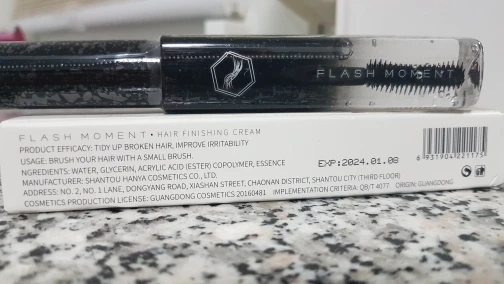 FLASH MOMENT
FLASH MOMENT • HAIR FINISHING CREAM
PRODUCT EFFICACY: TIDY UP BROKEN HAIR, IMPROVE IRRITABILITY
USAGE: BRUSH YOUR HAIR WITH A SMALL BRUSH.
NGREDIENTS: WATER, GLYCERIN, ACRYLIC ACID (ESTER) COPOLYMER, ESSENCE
EXP:2024.01.08
MANUFACTURER: SHANTOU HANYA COSMETICS CO., LTD.
ADDRESS: NO. 2, NO. 1 LANE, DONGYANG ROAD, XIASHAN STREET, CHAONAN DISTRICT, SHANTOU CITY (THIRD FLOOR)
COSMETICS PRODUCTION LICENSE: GUANGDONG COSMETICS 20160481 IMPLEMENTATION CRITERIA: QB/T 4077 ORIGIN: GUANGDONG
6931904221175